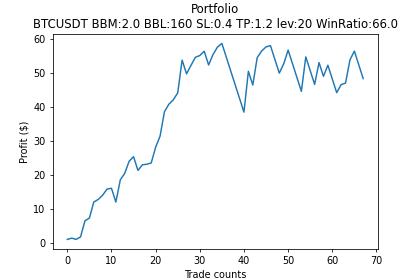 Portfolio
BTCUSDT BBM:2.0 BBL:160 SL:0.4 TP:1.2 lev:20 WinRatio:66.0
60
50
40
30
20
10
0
Profit ($)
0 10 20 30 40 50 60 70
Trade counts